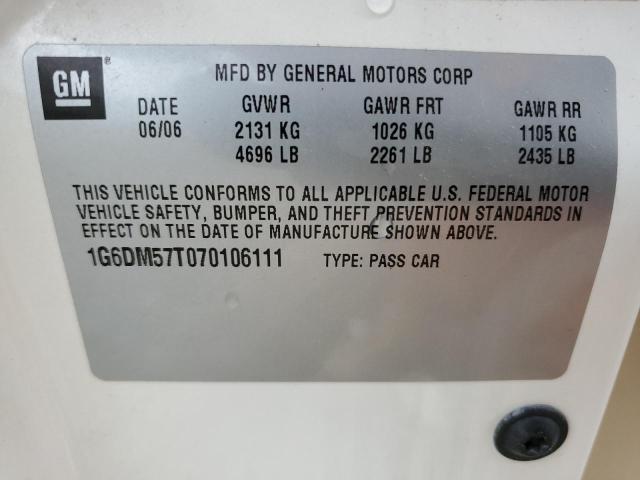 GM
®
MFD BY GENERAL MOTORS CORP
DATE GVWR GAWR FRT GAWR RR
06/06 2131 KG 1026 KG 1105 KG
4696 LB 2261 LB 2435 LB
THIS VEHICLE CONFORMS TO ALL APPLICABLE U.S. FEDERAL MOTOR
VEHICLE SAFETY, BUMPER, AND THEFT PREVENTION STANDARDS IN
EFFECT ON THE DATE OF MANUFACTURE SHOWN ABOVE.
1G6DM57T070106111 TYPE: PASS CAR